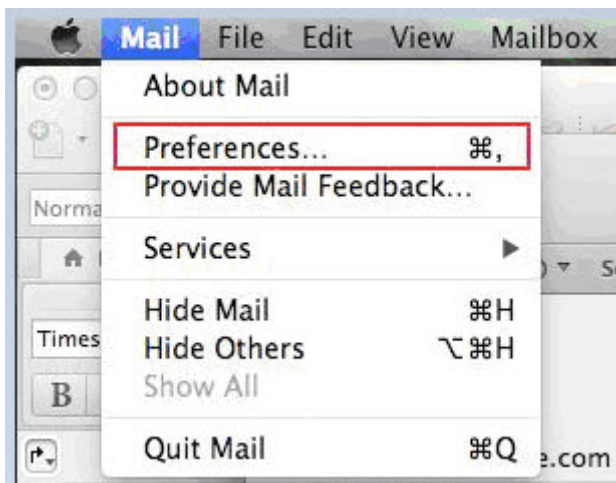 Mail File Edit View Mailbox
About Mail
Preferences... ⌘,
Provide Mail Feedback...
Norma
Services
Hide Mail ⌘H
Times
Hide Others ⌥⌘H
B
Show All
Quit Mail ⌘Q
e.com